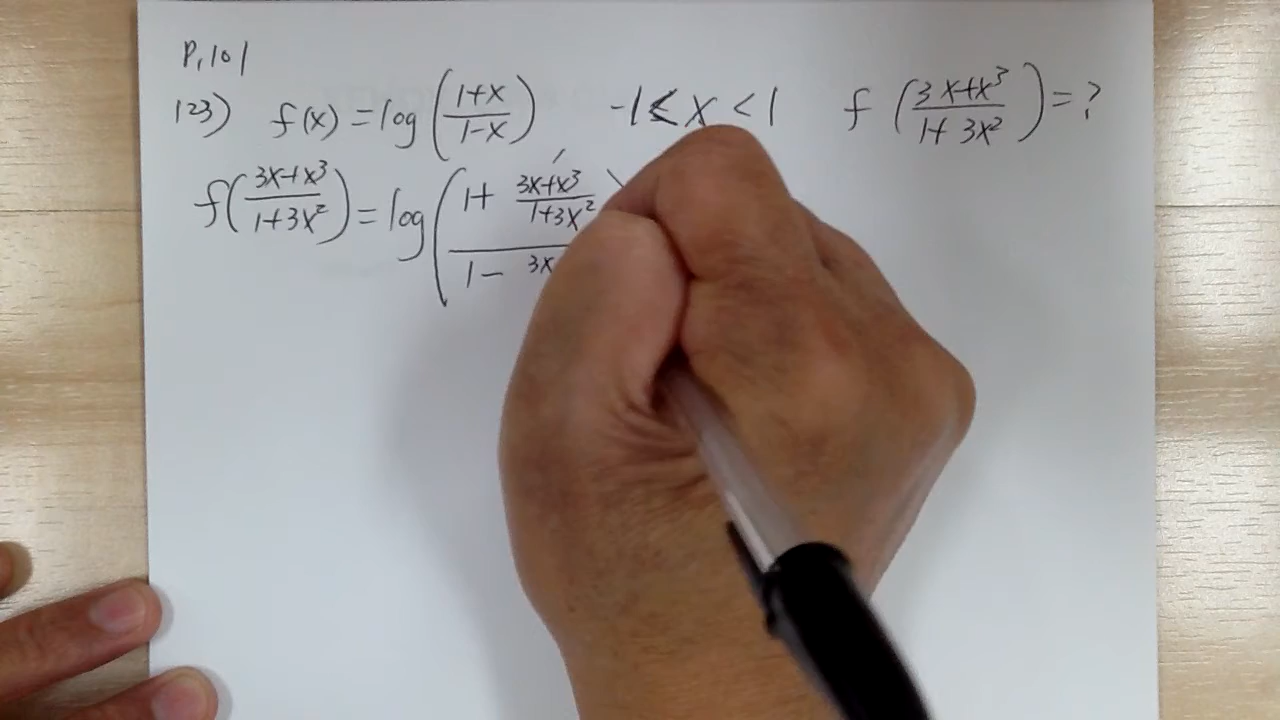 P.101
123) f(x) = log((1+x)/(1-x)) -1 < x < 1 f((3x+x³)/(1+3x²)) = ?
f((3x+x³)/(1+3x²)) = log((1+ (3x+x³)/(1+3x²))/(1- 3x